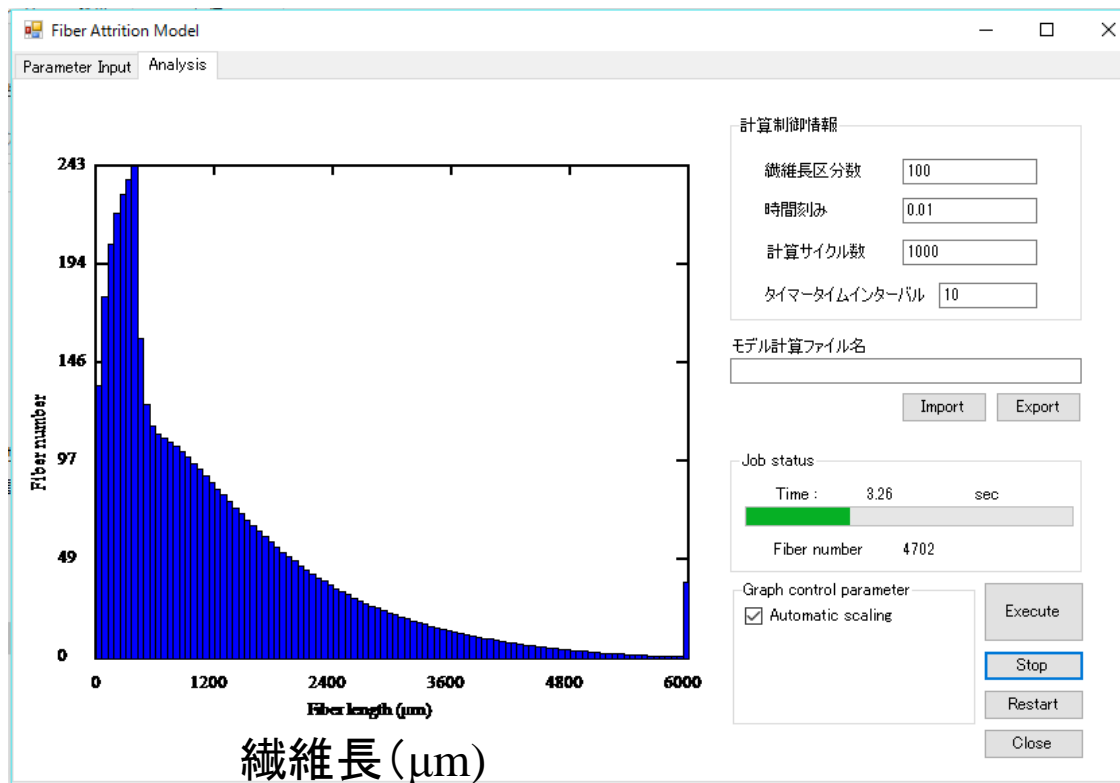 Fiber Attrition Model
Parameter Input Analysis
243
194
146
97
49
0
Fiber number
0 1200 2400 3600 4800 6000
Fiber length (μm)
繊維長(μm)
計算制御情報
繊維長区分数 100
時間刻み 0.01
計算サイクル数 1000
タイマータイムインターバル 10
モデル計算ファイル名
Import Export
Job status
Time : 3.26 sec
Fiber number 4702
Graph control parameter
Automatic scaling
Execute
Stop
Restart
Close